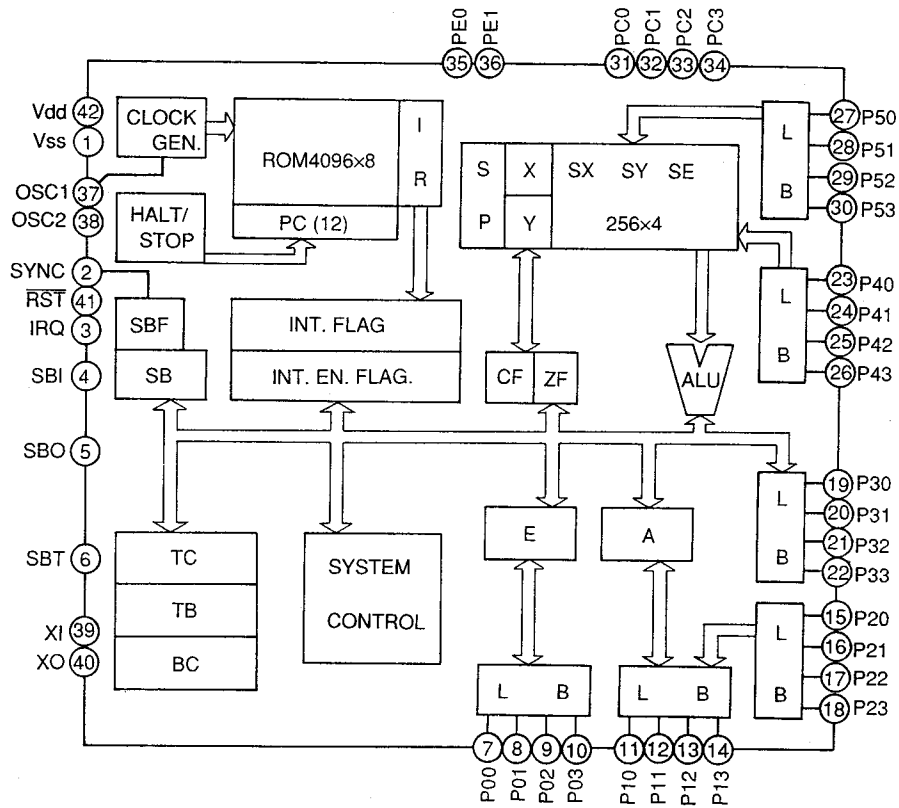 PE0
PE1
PC0
PC1
PC2
PC3
35
36
31
32
33
34
Vdd
42
Vss
1
OSC1
37
OSC2
38
SYNC
2
RST
41
IRQ
3
SBI
4
SBO
5
SBT
6
XI
39
XO
40
CLOCK
GEN.
HALT/
STOP
ROM4096×8
I
R
PC (12)
S
P
X
Y
SX SY SE
256×4
SBF
SB
INT. FLAG
INT. EN. FLAG.
CF
ZF
ALU
TC
TB
BC
SYSTEM
CONTROL
E
A
L B
L B
L
B
27
P50
28
P51
29
P52
30
P53
L
B
23
P40
24
P41
25
P42
26
P43
L
B
19
P30
20
P31
21
P32
22
P33
L
B
15
P20
16
P21
17
P22
18
P23
7
8
9
10
11
12
13
14
P00
P01
P02
P03
P10
P11
P12
P13